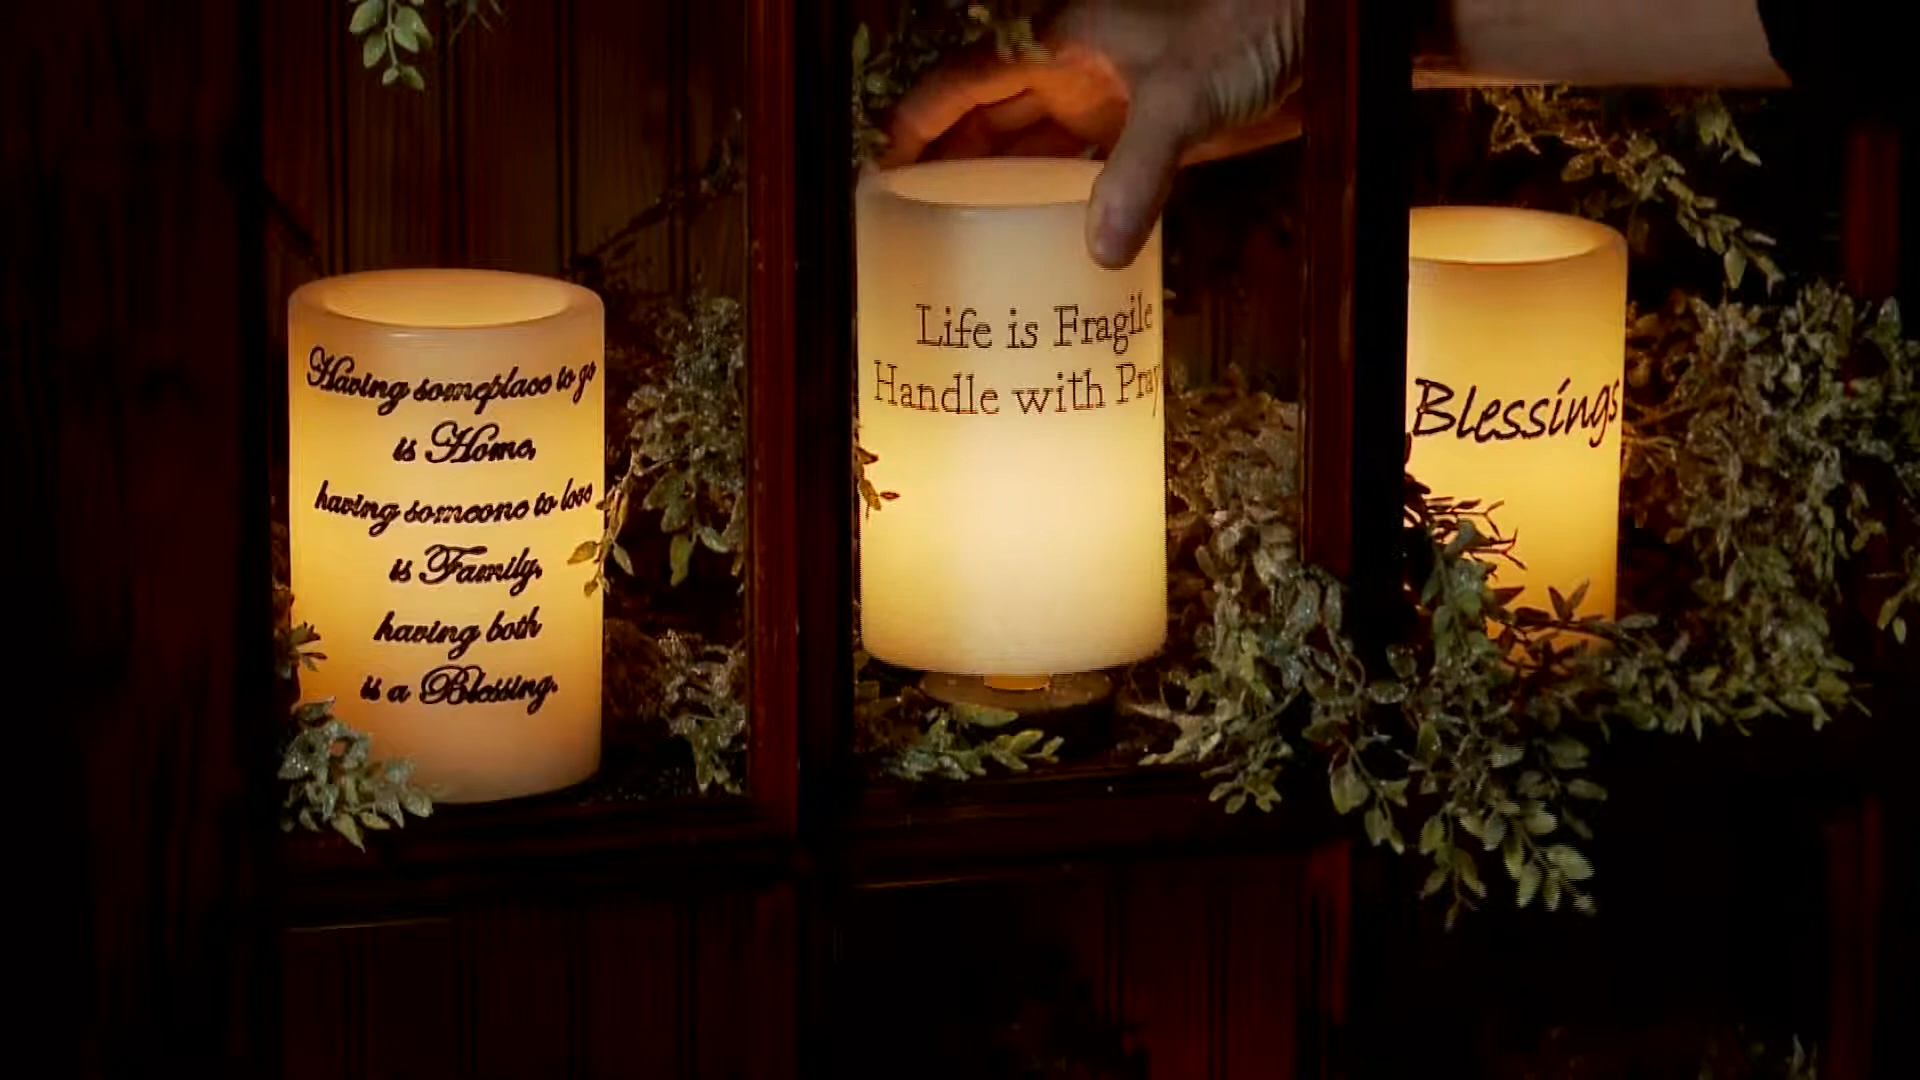 Having someplace to go
is Home,
having someone to love
is Family,
having both
is a Blessing.
Life is Fragile
Handle with Pray
Blessings